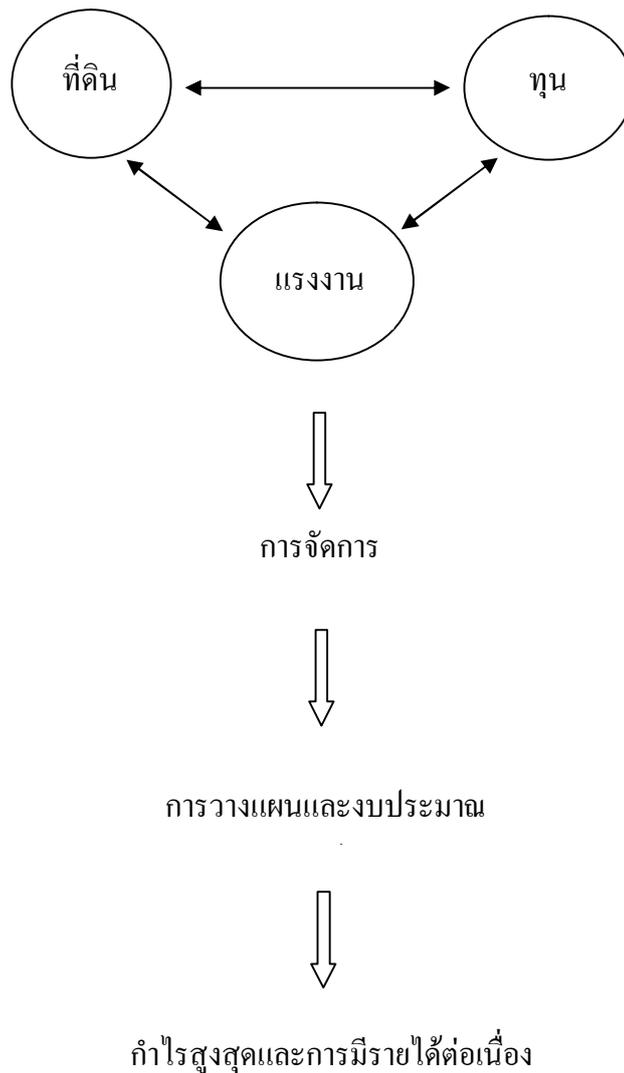 ที่ดิน
ทุน
แรงงาน
การจัดการ
การวางแผนและงบประมาณ
กำไรสูงสุดและการมีรายได้ต่อเนื่อง